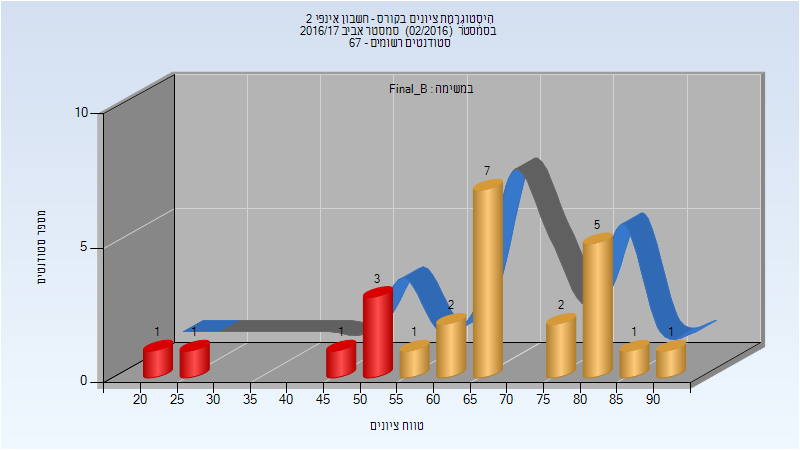 היסטוגרמת ציונים בקורס - חשבון אינפי 2
בסמסטר (02/2016) סמסטר אביב 2016/17
סטודנטים רשומים - 67
במשימה : Final_B
מספר סטודנטים
10
5
0
1
1
1
3
1
2
7
2
5
1
1
20 25 30 35 40 45 50 55 60 65 70 75 80 85 90
טווח ציונים